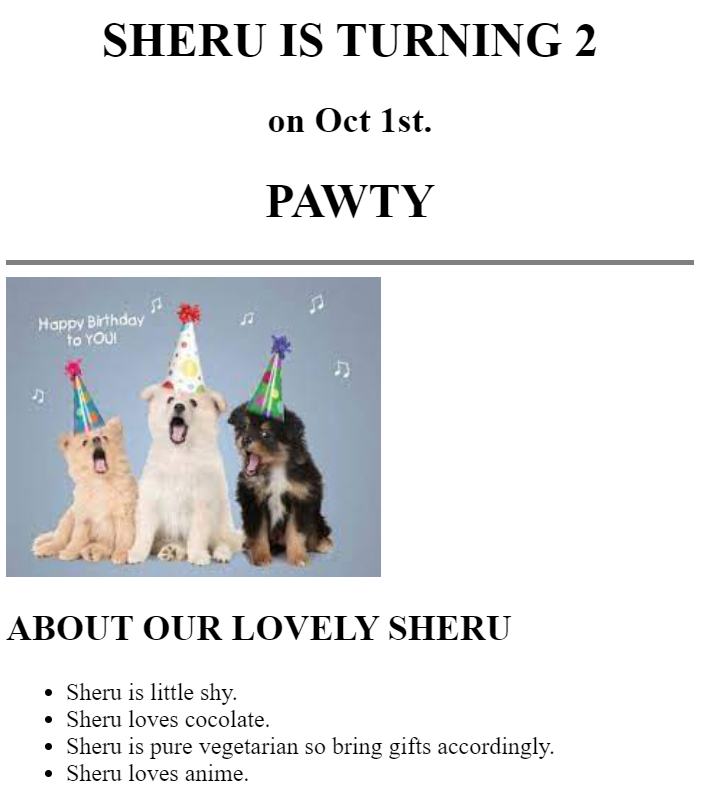 SHERU IS TURNING 2
on Oct 1st.
PAWTY
Happy Birthday
to YOU!
ABOUT OUR LOVELY SHERU
Sheru is little shy.
Sheru loves cocolate.
Sheru is pure vegetarian so bring gifts accordingly.
Sheru loves anime.